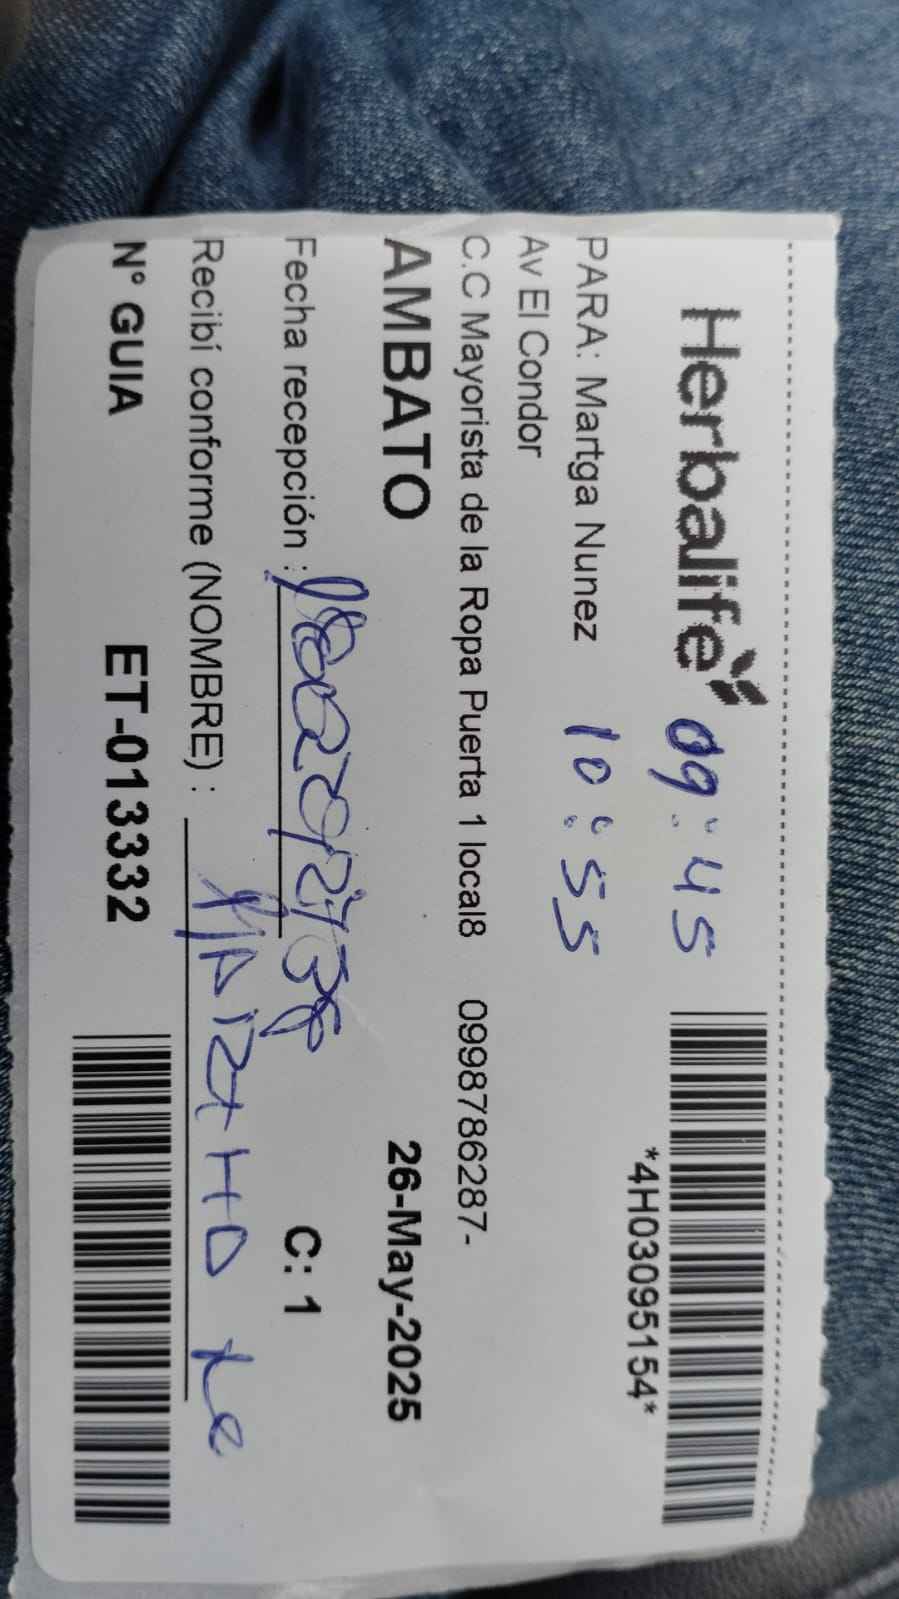 Herbalife 09:45
*4H03095154*
PARA: Martga Nunez 10:55
Av El Condor
C.C Mayorista de la Ropa Puerta 1 local8 0998786287-
AMBATO 26-May-2025
Fecha recepción : C: 1
Recibí conforme (NOMBRE) :
N° GUIA ET-013332